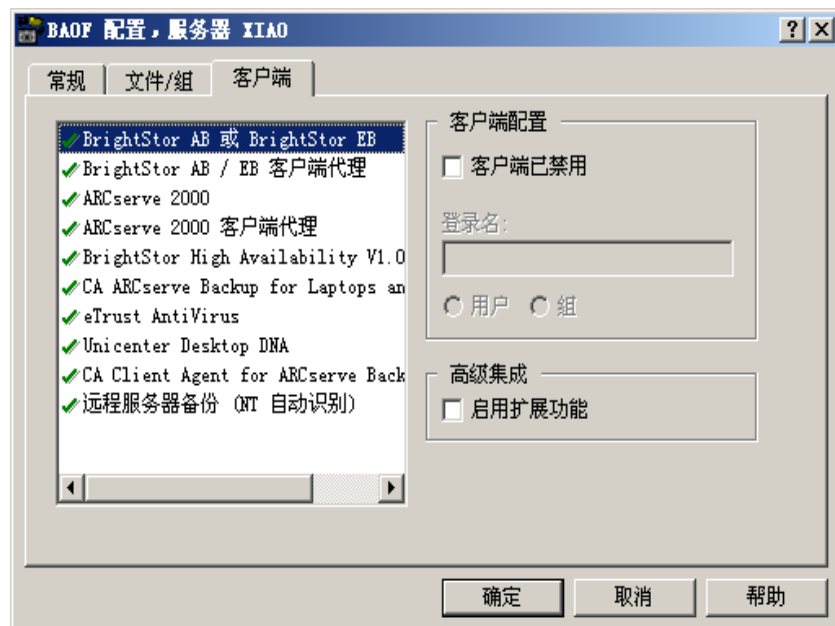 BAOF 配置，服务器 XIAO
常规 文件/组 客户端
BrightStor AB 或 BrightStor EB
BrightStor AB / EB 客户端代理
ARCserve 2000
ARCserve 2000 客户端代理
BrightStor High Availability V1.0
CA ARCserve Backup for Laptops an
eTrust AntiVirus
Unicenter Desktop DNA
CA Client Agent for ARCserve Back
远程服务器备份 (NT 自动识别)
客户端配置
客户端已禁用
登录名:
用户 组
高级集成
启用扩展功能
确定 取消 帮助